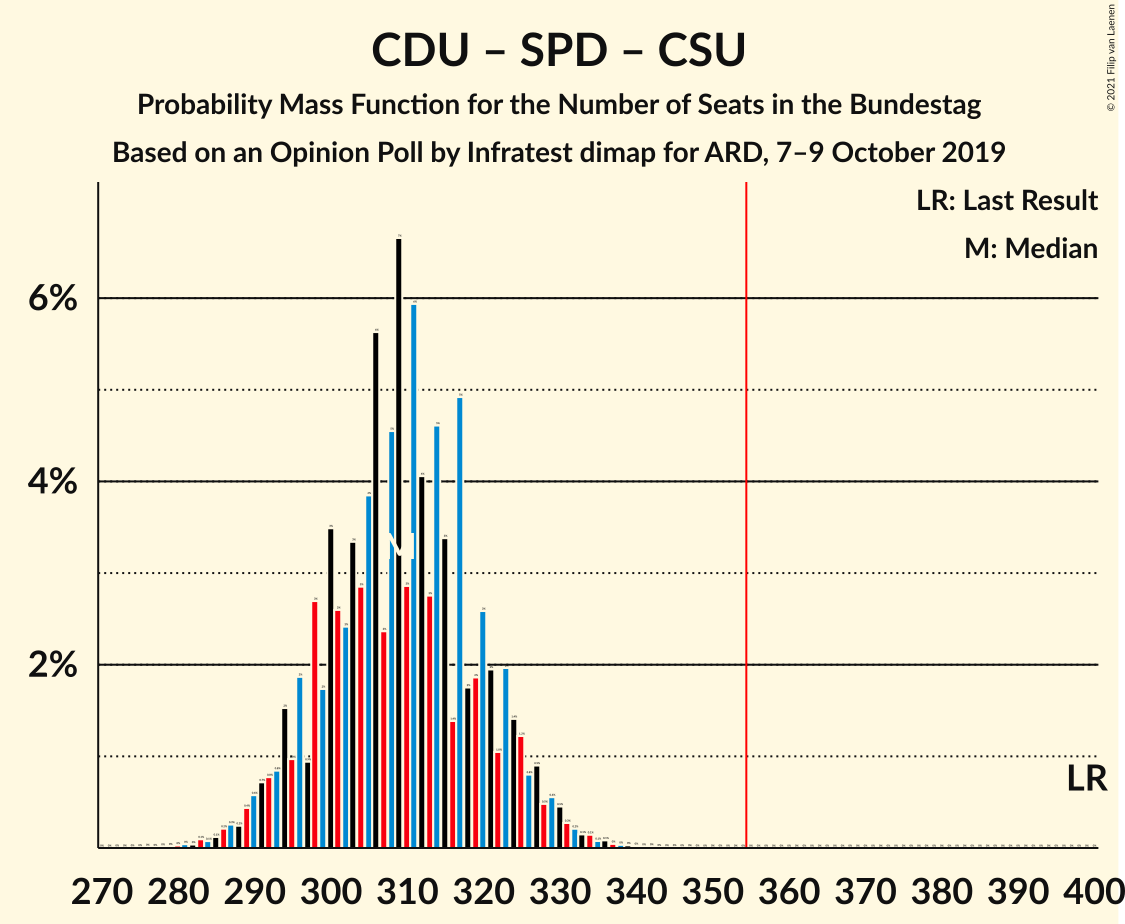 CDU – SPD – CSU
Probability Mass Function for the Number of Seats in the Bundestag
Based on an Opinion Poll by Infratest dimap for ARD, 7–9 October 2019
© 2021 Filip van Laenen
LR: Last Result
M: Median
6%
4%
2%
M
LR
270 280 290 300 310 320 330 340 350 360 370 380 390 400